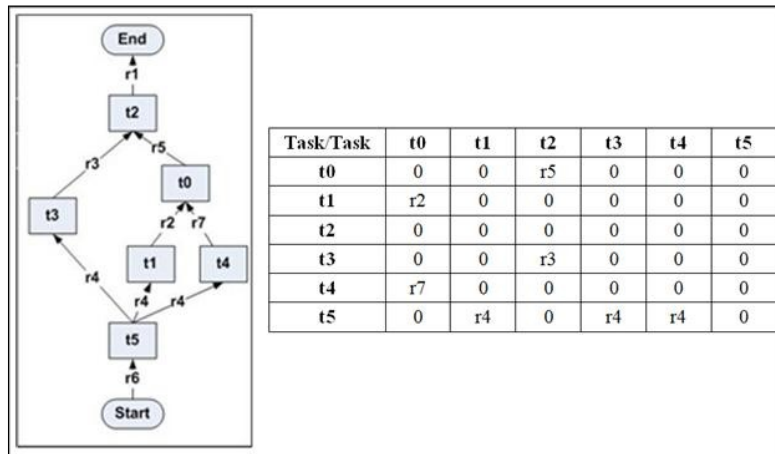 End
r1
t2
r3
r5
t3
t0
r2
r7
t1
t4
r4
r4
r4
t5
r6
Start
Task/Task t0 t1 t2 t3 t4 t5
t0 0 0 r5 0 0 0
t1 r2 0 0 0 0 0
t2 0 0 0 0 0 0
t3 0 0 r3 0 0 0
t4 r7 0 0 0 0 0
t5 0 r4 0 r4 r4 0